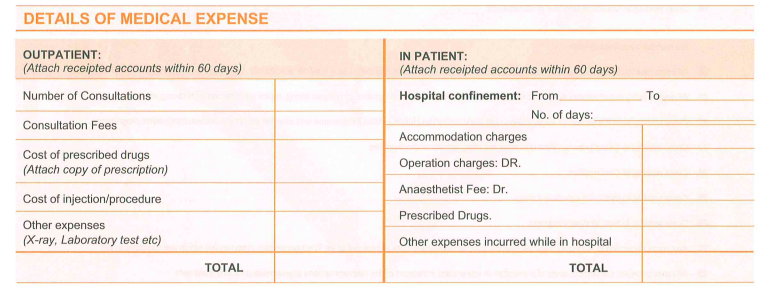 DETAILS OF MEDICAL EXPENSE
OUTPATIENT:
(Attach receipted accounts within 60 days)
Number of Consultations
Consultation Fees
Cost of prescribed drugs
(Attach copy of prescription)
Cost of injection/procedure
Other expenses
(X-ray, Laboratory test etc)
TOTAL
IN PATIENT:
(Attach receipted accounts within 60 days)
Hospital confinement: From To
No. of days:
Accommodation charges
Operation charges: DR.
Anaesthetist Fee: Dr.
Prescribed Drugs.
Other expenses incurred while in hospital
TOTAL